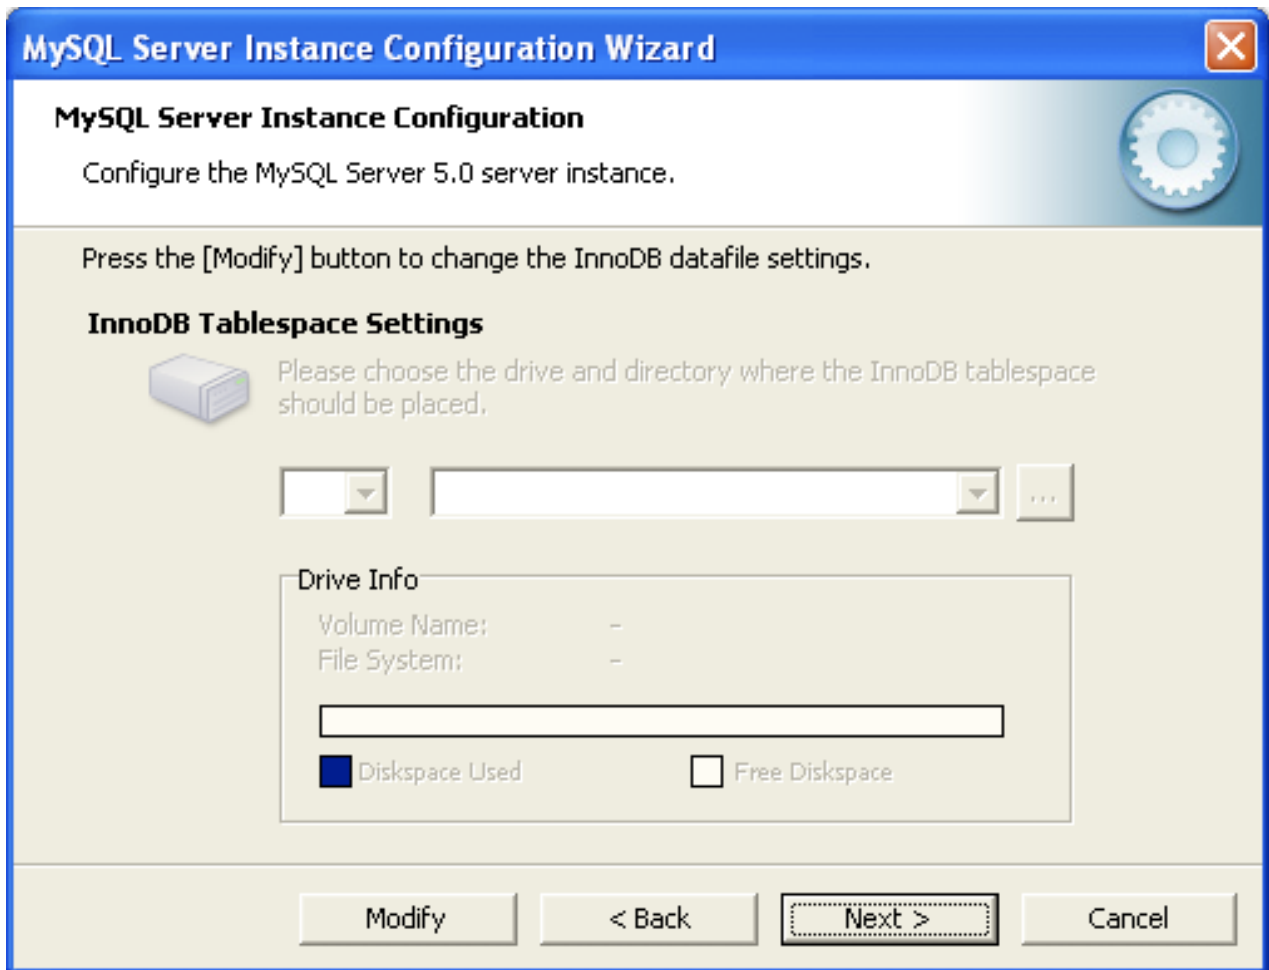 MySQL Server Instance Configuration Wizard
MySQL Server Instance Configuration
Configure the MySQL Server 5.0 server instance.
Press the [Modify] button to change the InnoDB datafile settings.
InnoDB Tablespace Settings
Please choose the drive and directory where the InnoDB tablespace
should be placed.
...
Drive Info
Volume Name: -
File System: -
Diskspace Used Free Diskspace
Modify < Back Next > Cancel